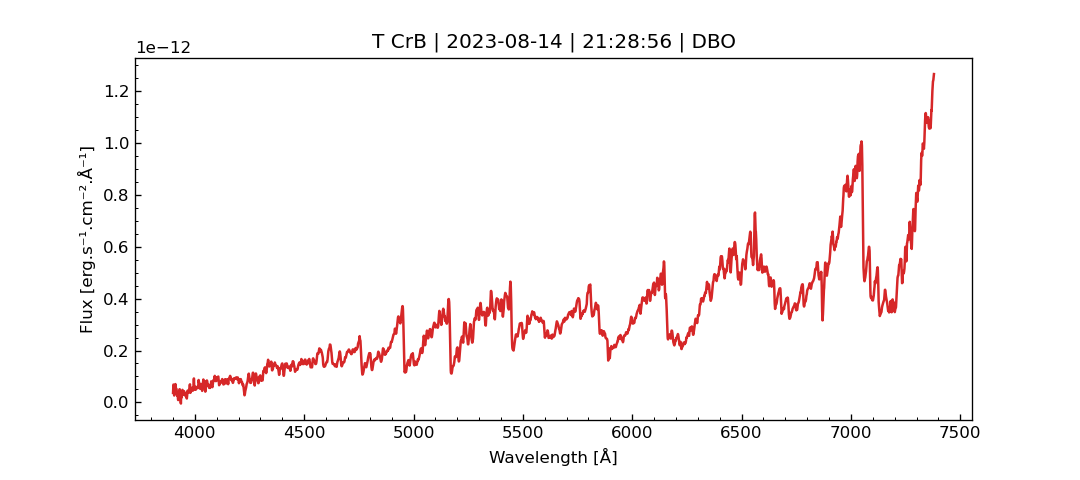 T CrB | 2023-08-14 | 21:28:56 | DBO
1e−12
1.2
1.0
0.8
0.6
0.4
0.2
0.0
Flux [erg.s⁻¹.cm⁻².Å⁻¹]
4000 4500 5000 5500 6000 6500 7000 7500
Wavelength [Å]